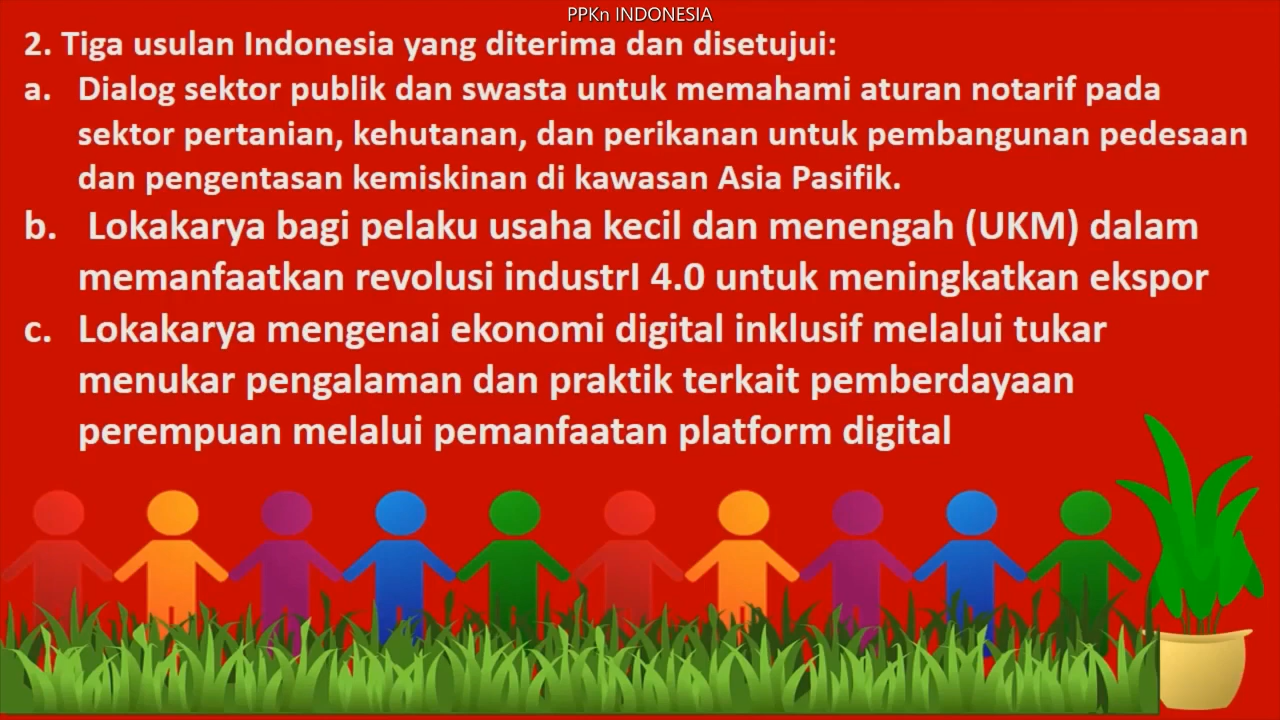 PPKn INDONESIA
2. Tiga usulan Indonesia yang diterima dan disetujui:
a. Dialog sektor publik dan swasta untuk memahami aturan notarif pada
sektor pertanian, kehutanan, dan perikanan untuk pembangunan pedesaan
dan pengentasan kemiskinan di kawasan Asia Pasifik.
b. Lokakarya bagi pelaku usaha kecil dan menengah (UKM) dalam
memanfaatkan revolusi industrI 4.0 untuk meningkatkan ekspor
c. Lokakarya mengenai ekonomi digital inklusif melalui tukar
menukar pengalaman dan praktik terkait pemberdayaan
perempuan melalui pemanfaatan platform digital